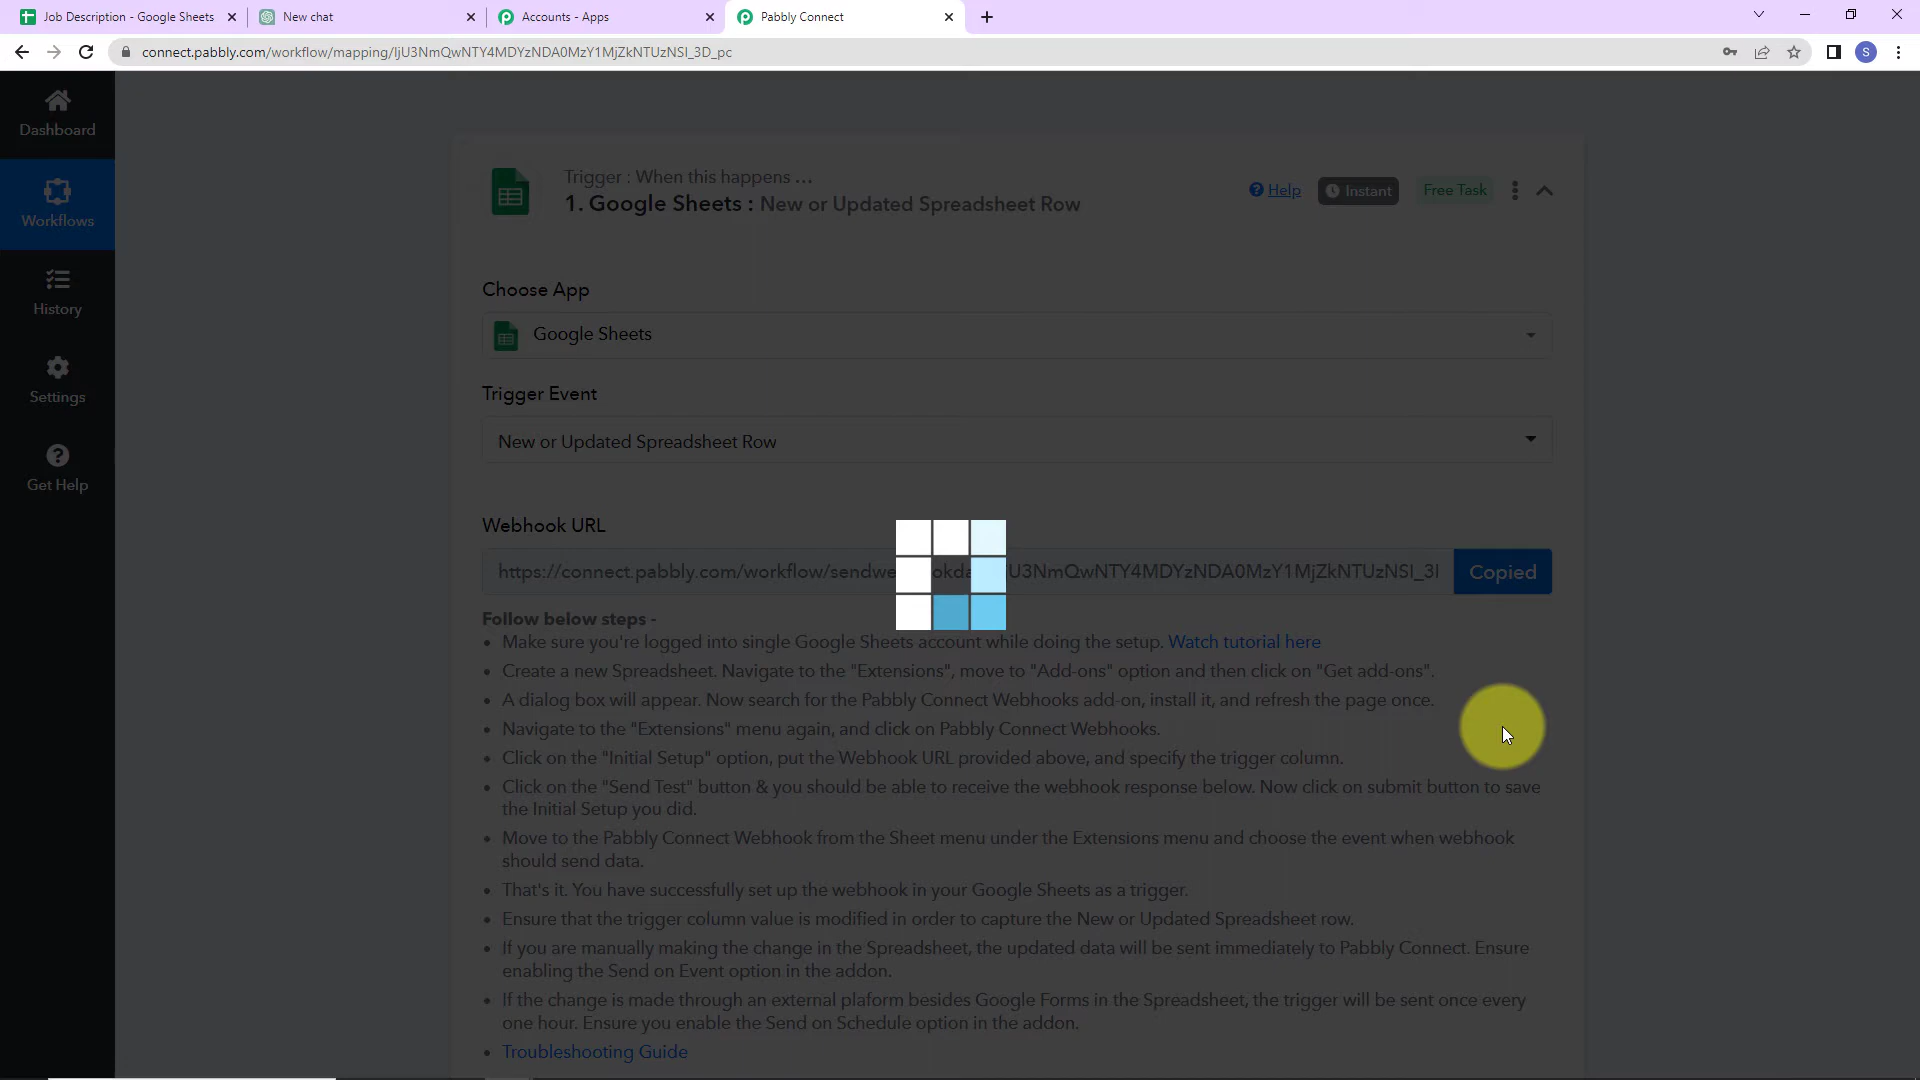 Job Description - Google Sheets
New chat
Accounts - Apps
Pabbly Connect
connect.pabbly.com/workflow/mapping/IjU3NmQwNTY4MDYzNDA0MzY1MjZkNTUzNSI_3D_pc
S
Dashboard
Workflows
History
Settings
Get Help
Trigger : When this happens ...
1. Google Sheets : New or Updated Spreadsheet Row
Help
Instant
Free Task
Choose App
Google Sheets
Trigger Event
New or Updated Spreadsheet Row
Webhook URL
https://connect.pabbly.com/workflow/sendwe okda U3NmQwNTY4MDYzNDA0MzY1MjZkNTUzNSI_3I
Copied
Follow below steps -
• Make sure you're logged into single Google Sheets account while doing the setup. Watch tutorial here
• Create a new Spreadsheet. Navigate to the "Extensions", move to "Add-ons" option and then click on "Get add-ons".
• A dialog box will appear. Now search for the Pabbly Connect Webhooks add-on, install it, and refresh the page once.
• Navigate to the "Extensions" menu again, and click on Pabbly Connect Webhooks.
• Click on the "Initial Setup" option, put the Webhook URL provided above, and specify the trigger column.
• Click on the "Send Test" button & you should be able to receive the webhook response below. Now click on submit button to save
the Initial Setup you did.
• Move to the Pabbly Connect Webhook from the Sheet menu under the Extensions menu and choose the event when webhook
should send data.
• That's it. You have successfully set up the webhook in your Google Sheets as a trigger.
• Ensure that the trigger column value is modified in order to capture the New or Updated Spreadsheet row.
• If you are manually making the change in the Spreadsheet, the updated data will be sent immediately to Pabbly Connect. Ensure
enabling the Send on Event option in the addon.
• If the change is made through an external plaform besides Google Forms in the Spreadsheet, the trigger will be sent once every
one hour. Ensure you enable the Send on Schedule option in the addon.
• Troubleshooting Guide